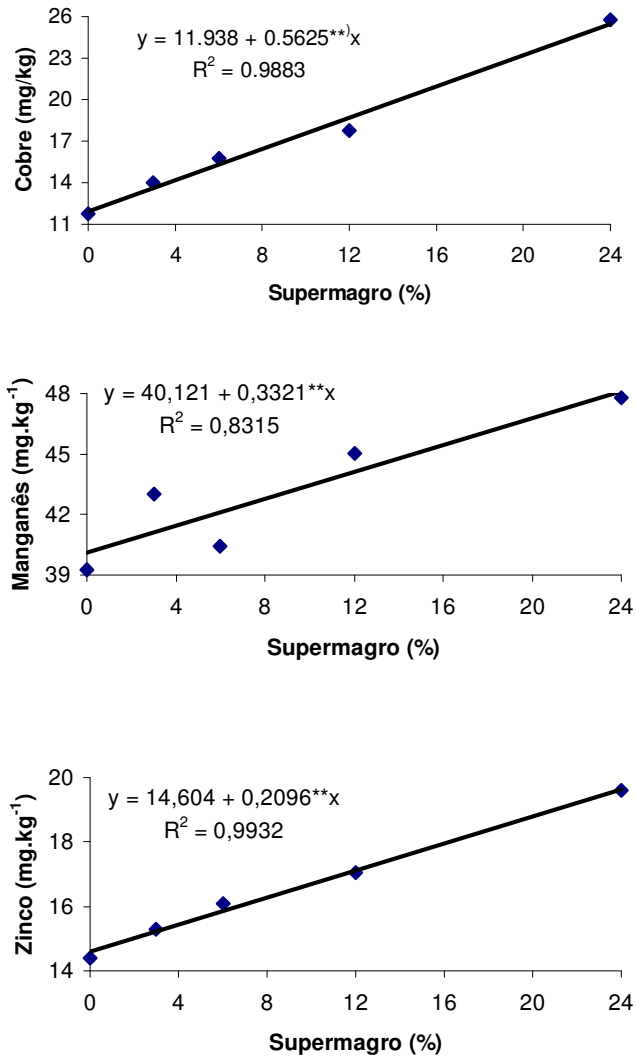 26
y = 11.938 + 0.5625**)x
R² = 0.9883
23
20
17
14
11
Cobre (mg/kg)
0 4 8 12 16 20 24
Supermagro (%)
48
y = 40,121 + 0,3321**x
R² = 0,8315
45
42
39
Manganês (mg.kg⁻¹)
0 4 8 12 16 20 24
Supermagro (%)
20
y = 14,604 + 0,2096**x
R² = 0,9932
18
16
14
Zinco (mg.kg⁻¹)
0 4 8 12 16 20 24
Supermagro (%)